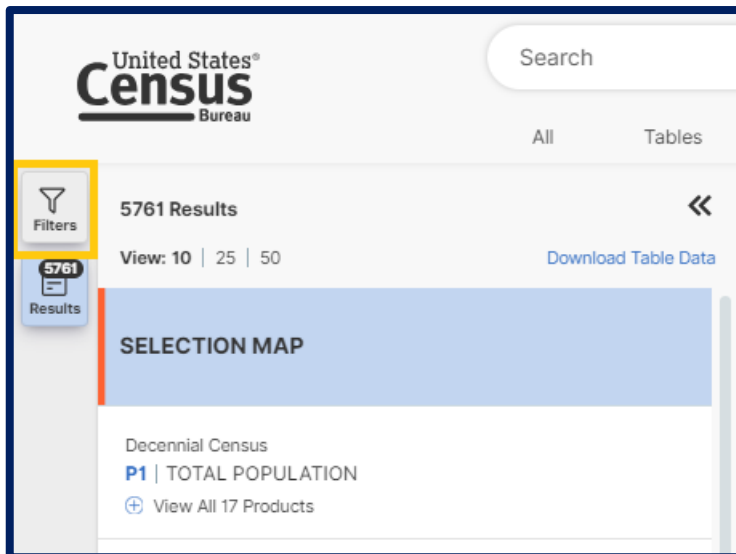 United States®
Census
Bureau
Search
All Tables
Filters
5761 Results
View: 10 | 25 | 50
Download Table Data
5761
Results
SELECTION MAP
Decennial Census
P1 | TOTAL POPULATION
View All 17 Products